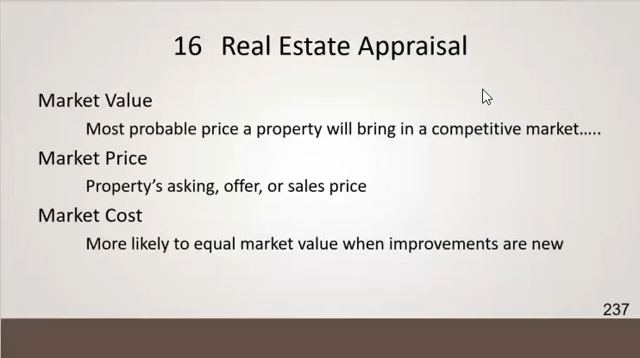 16 Real Estate Appraisal
Market Value
Most probable price a property will bring in a competitive market.....
Market Price
Property's asking, offer, or sales price
Market Cost
More likely to equal market value when improvements are new
237